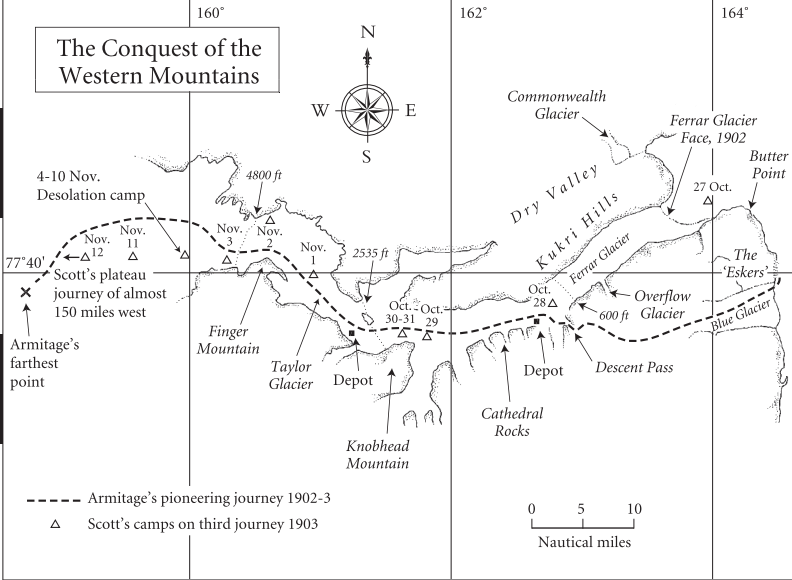 160˚
162˚
164˚
The Conquest of the
Western Mountains
N
W
E
S
Commonwealth
Glacier
Ferrar Glacier
Face, 1902
Butter
Point
4-10 Nov.
Desolation camp
4800 ft
Dry Valley
Kukri Hills
27 Oct.
Nov.
12
Nov.
11
Nov.
3
Nov.
2
Nov.
1
2535 ft
Ferrar Glacier
The
'Eskers'
77˚40'
Scott's plateau
journey of almost
150 miles west
Oct.
30-31
Oct.
29
Oct.
28
600 ft
Overflow
Glacier
Blue Glacier
Armitage's
farthest
point
Finger
Mountain
Taylor
Glacier
Depot
Depot
Descent Pass
Cathedral
Rocks
Knobhead
Mountain
Armitage's pioneering journey 1902-3
Scott's camps on third journey 1903
0 5 10
Nautical miles